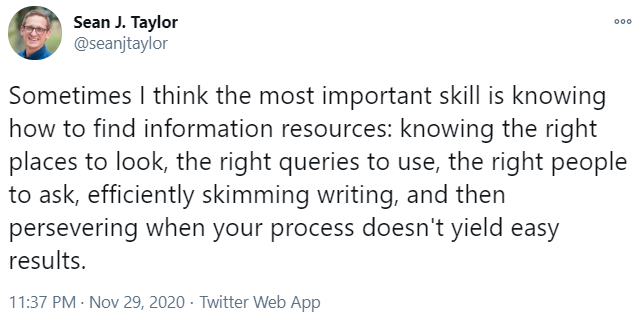 Sean J. Taylor
@seanjtaylor
Sometimes I think the most important skill is knowing
how to find information resources: knowing the right
places to look, the right queries to use, the right people
to ask, efficiently skimming writing, and then
persevering when your process doesn't yield easy
results.
11:37 PM · Nov 29, 2020 · Twitter Web App